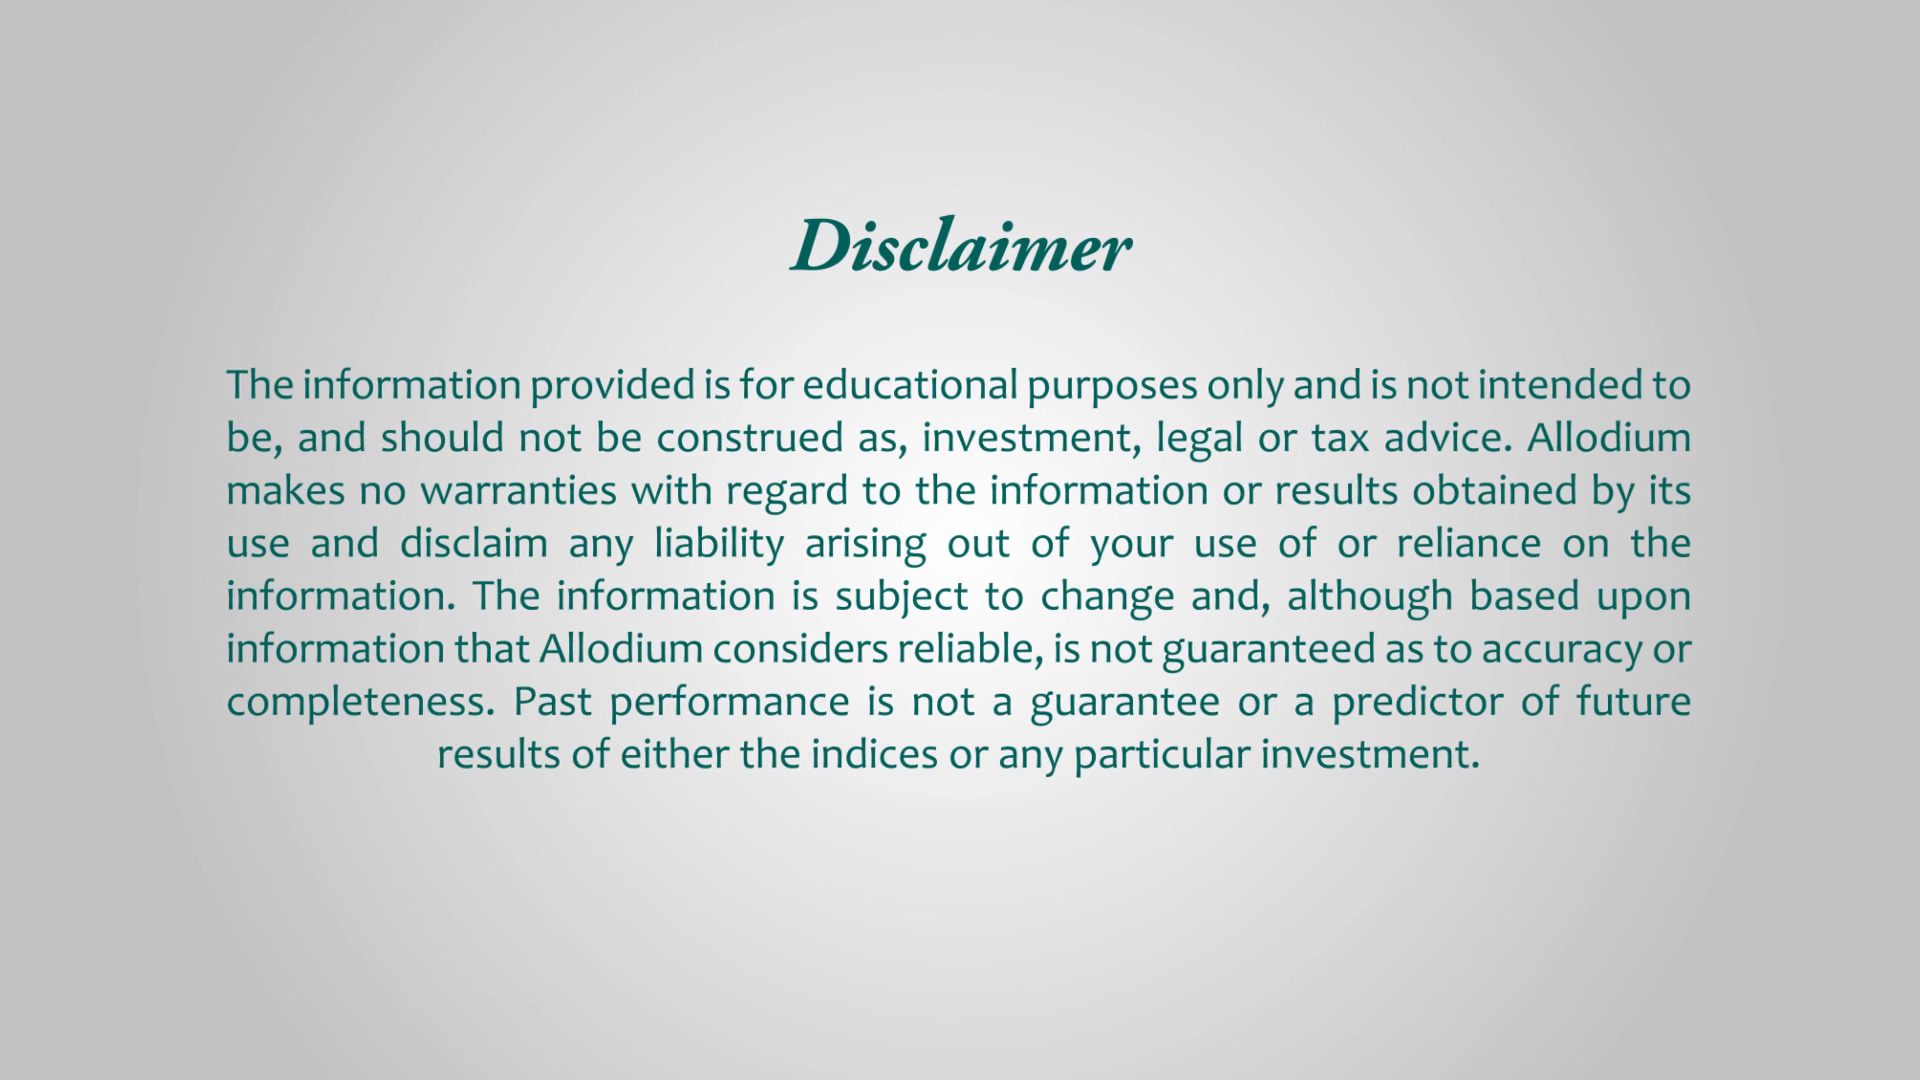 Disclaimer
The information provided is for educational purposes only and is not intended to
be, and should not be construed as, investment, legal or tax advice. Allodium
makes no warranties with regard to the information or results obtained by its
use and disclaim any liability arising out of your use of or reliance on the
information. The information is subject to change and, although based upon
information that Allodium considers reliable, is not guaranteed as to accuracy or
completeness. Past performance is not a guarantee or a predictor of future
results of either the indices or any particular investment.